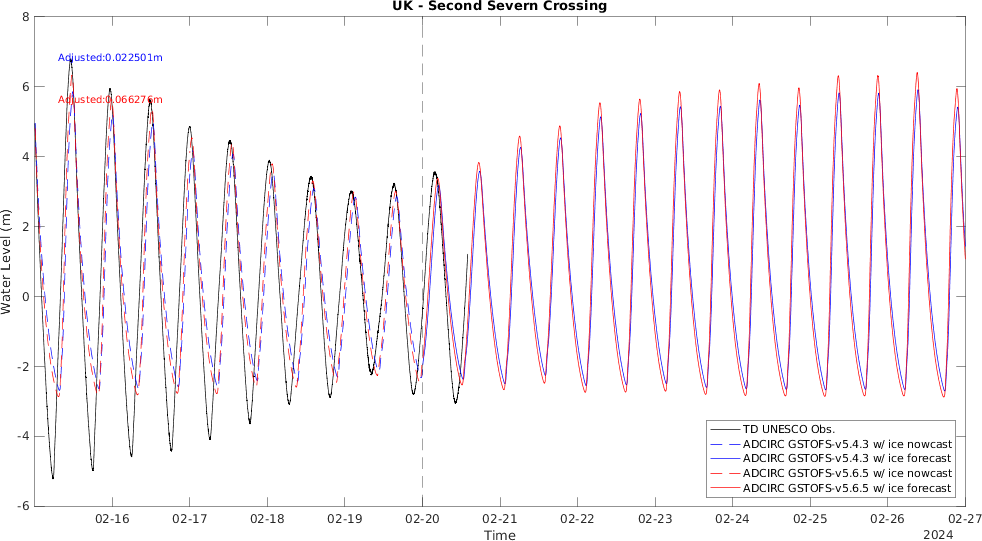 UK - Second Severn Crossing
8
6
4
2
0
-2
-4
-6
Water Level (m)
Adjusted:0.022501m
Adjusted:0.066276m
TD UNESCO Obs.
ADCIRC GSTOFS-v5.4.3 w/ ice nowcast
ADCIRC GSTOFS-v5.4.3 w/ ice forecast
ADCIRC GSTOFS-v5.6.5 w/ ice nowcast
ADCIRC GSTOFS-v5.6.5 w/ ice forecast
02-16 02-17 02-18 02-19 02-20 02-21 02-22 02-23 02-24 02-25 02-26 02-27
Time
2024